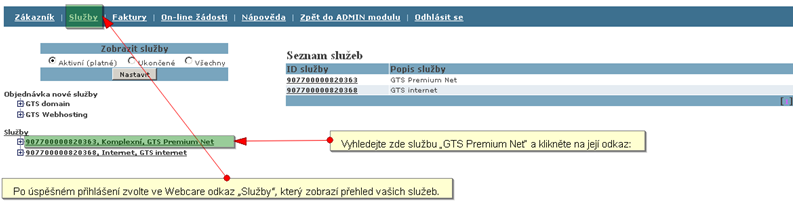 Zákazník | Služby | Faktury | On-line žádosti | Nápověda | Zpět do ADMIN modulu | Odhlásit se
Zobrazit služby
Aktivní (platné) Ukončené Všechny
Nastavit
Objednávka nové služby
GTS domain
GTS Webhosting
Služby
907700000820363, Komplexní, GTS Premium Net
907700000820368, Internet, GTS internet
Seznam služeb
ID služby Popis služby
907700000820363 GTS Premium Net
907700000820368 GTS internet
Vyhledejte zde službu „GTS Premium Net" a klikněte na její odkaz:
Po úspěšném přihlášení zvolte ve Webcare odkaz „Služby", který zobrazí přehled vašich služeb.